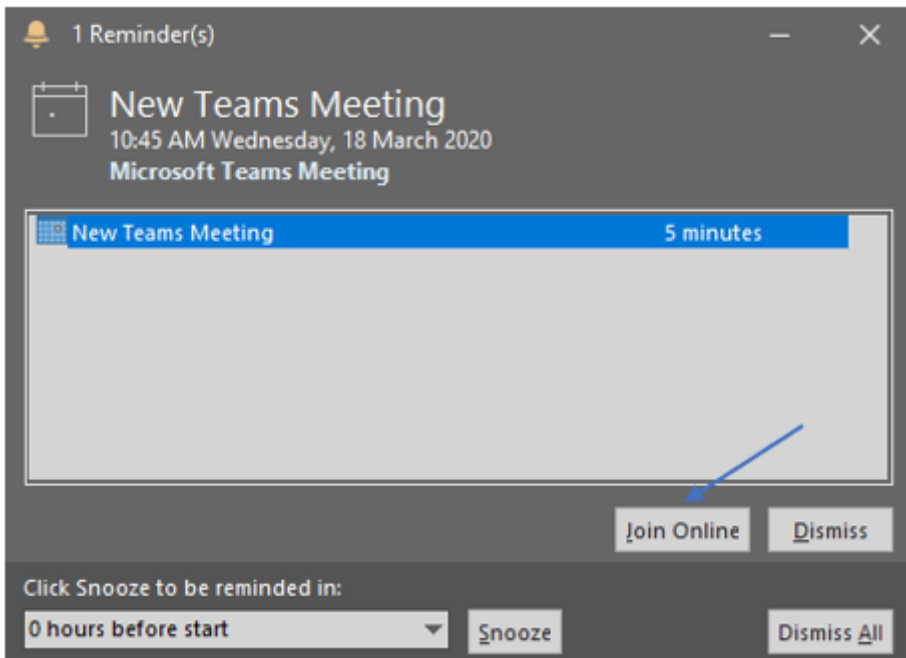 1 Reminder(s)
New Teams Meeting
10:45 AM Wednesday, 18 March 2020
Microsoft Teams Meeting
New Teams Meeting 5 minutes
Join Online Dismiss
Click Snooze to be reminded in:
0 hours before start Snooze Dismiss All